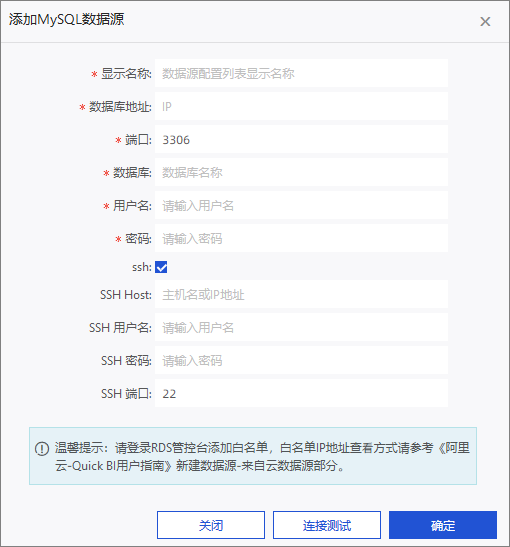 添加MySQL数据源
* 显示名称: 数据源配置列表显示名称
* 数据库地址: IP
* 端口: 3306
* 数据库: 数据库名称
* 用户名: 请输入用户名
* 密码: 请输入密码
ssh:
SSH Host: 主机名或IP地址
SSH 用户名: 请输入用户名
SSH 密码: 请输入密码
SSH 端口: 22
温馨提示：请登录RDS管控台添加白名单，白名单IP地址查看方式请参考《阿里
云-Quick BI用户指南》新建数据源-来自云数据源部分。
关闭 连接测试 确定